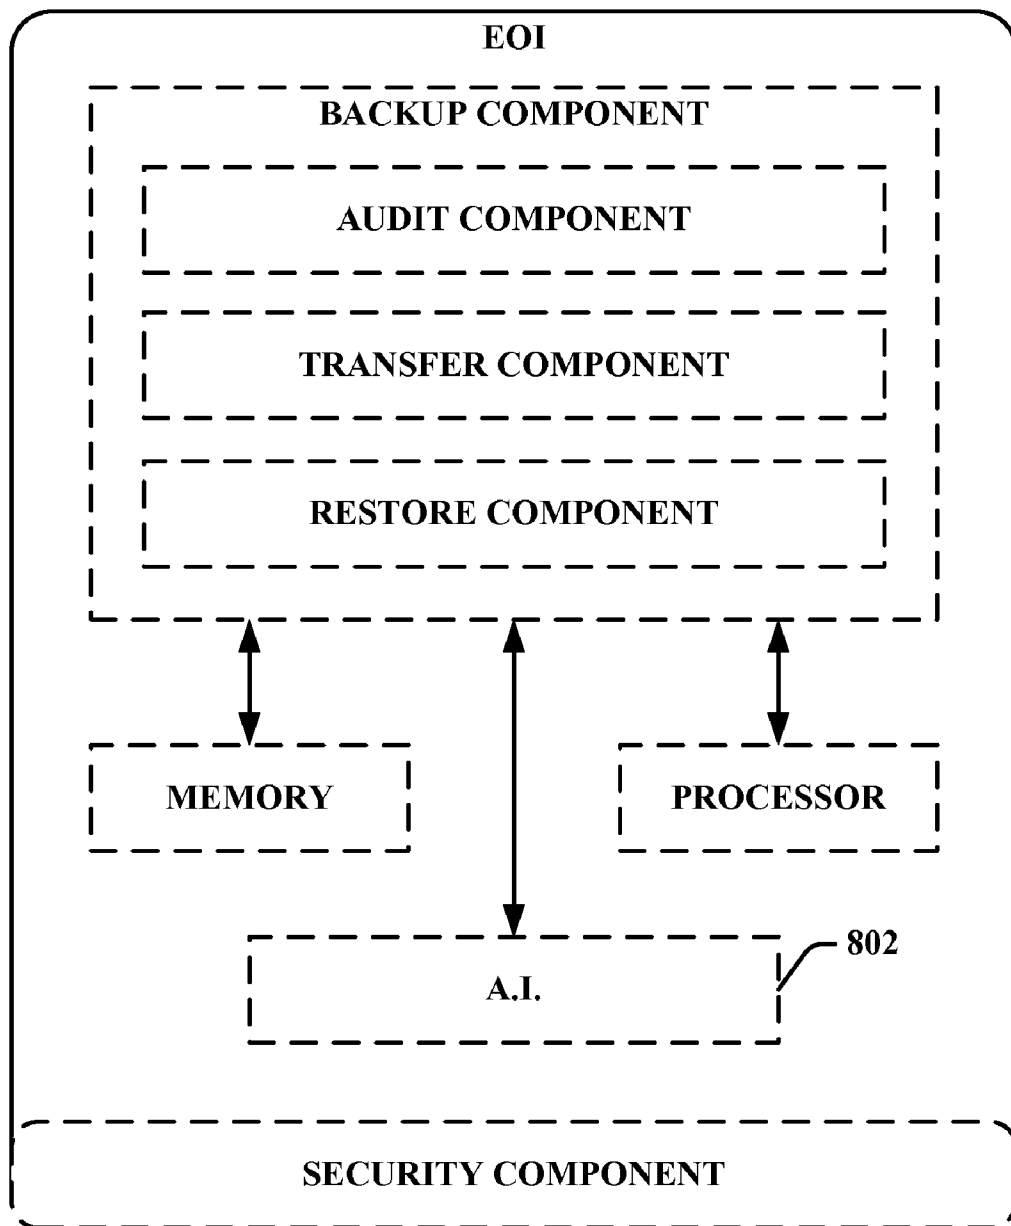 EOI
BACKUP COMPONENT
AUDIT COMPONENT
TRANSFER COMPONENT
RESTORE COMPONENT
MEMORY
PROCESSOR
802
A.I.
SECURITY COMPONENT